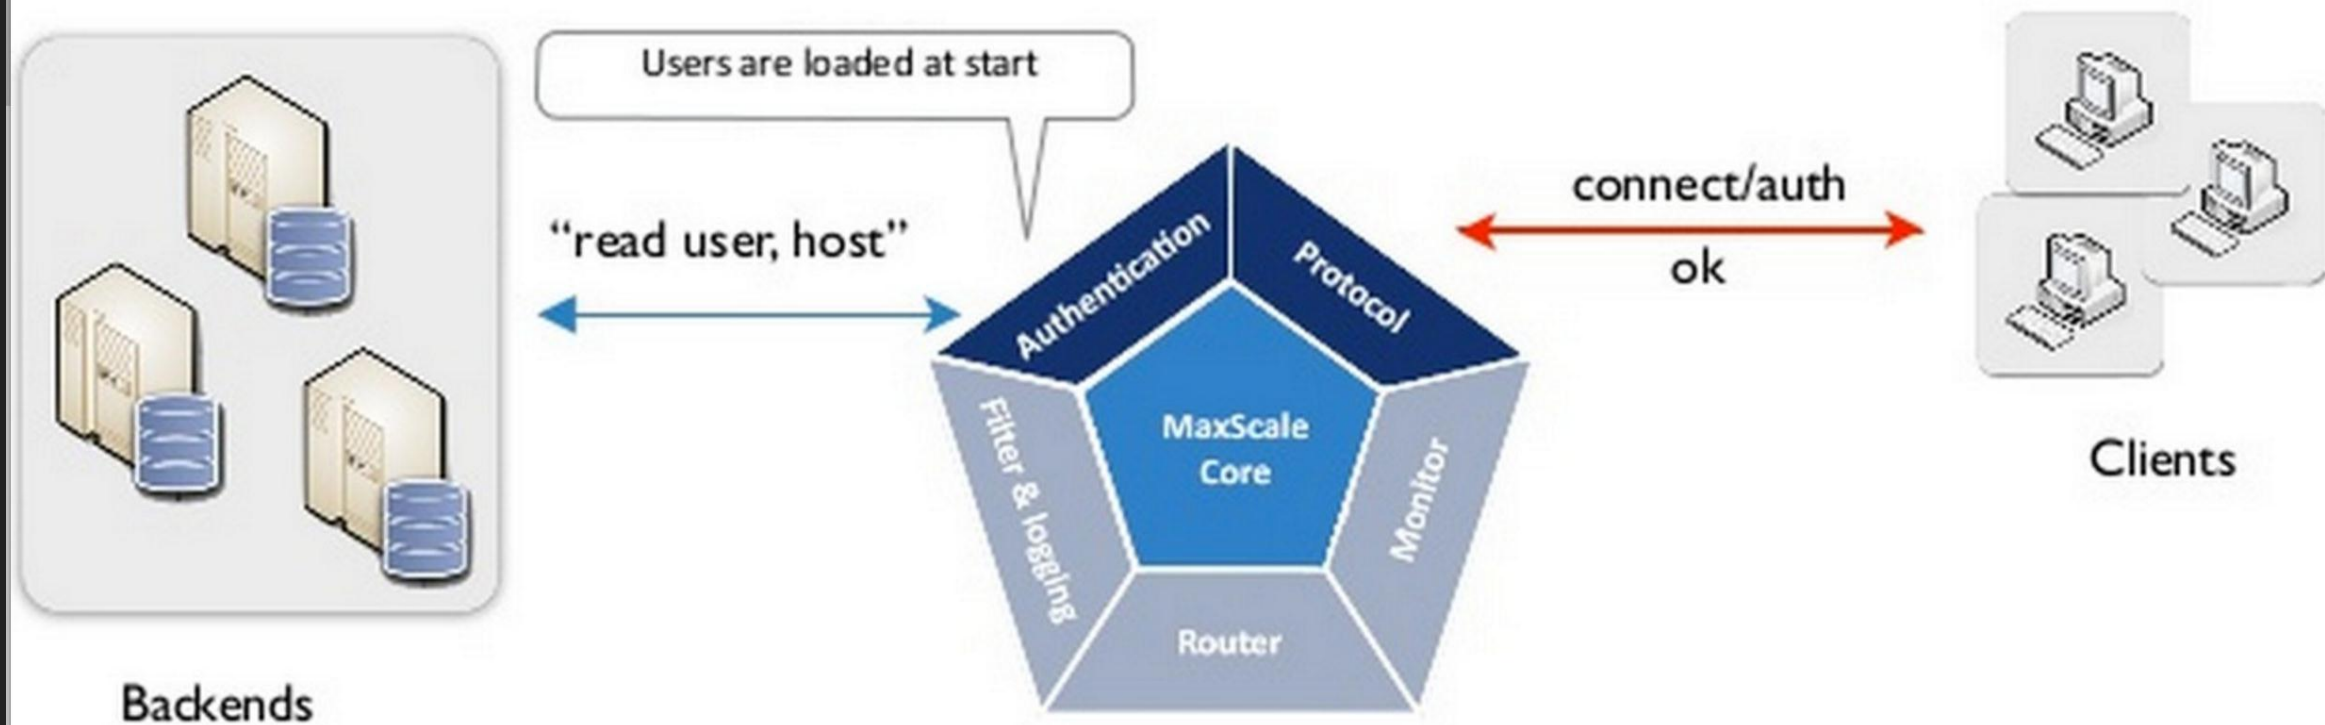 Users are loaded at start
“read user, host”
connect/auth
ok
Authentication
Protocol
MaxScale
Core
Filter & logging
Monitor
Router
Clients
Backends